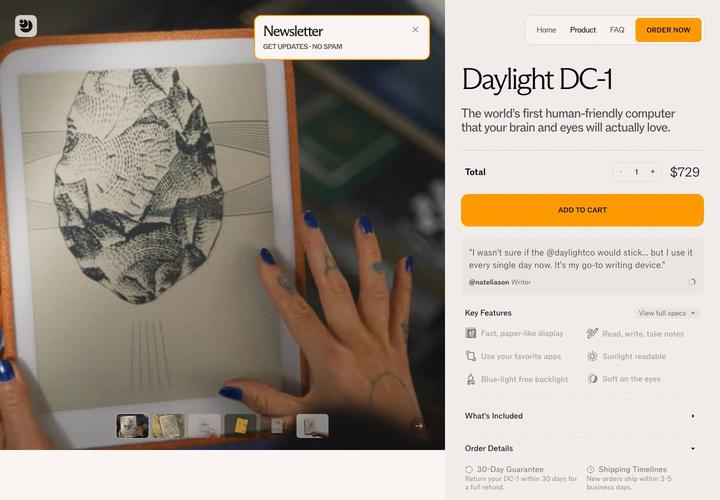 Newsletter
GET UPDATES • NO SPAM
Home Product FAQ ORDER NOW
Daylight DC-1
The world's first human-friendly computer
that your brain and eyes will actually love.
Total - 1 + $729
ADD TO CART
"I wasn't sure if the @daylightco would stick... but I use it
every single day now. It's my go-to writing device."
@nateliason Writer
Key Features View full specs
Fast, paper-like display Read, write, take notes
Use your favorite apps Sunlight readable
Blue-light free backlight Soft on the eyes
What's Included
Order Details
30-Day Guarantee Shipping Timelines
Return your DC-1 within 30 days for New orders ship within 3-5
a full refund. business days.